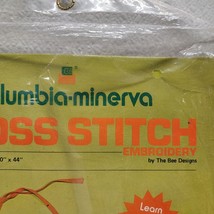 lumbia-minerva
OSS STITCH
EMBROIDERY
by The Bee Designs
0" x 44"
Learn